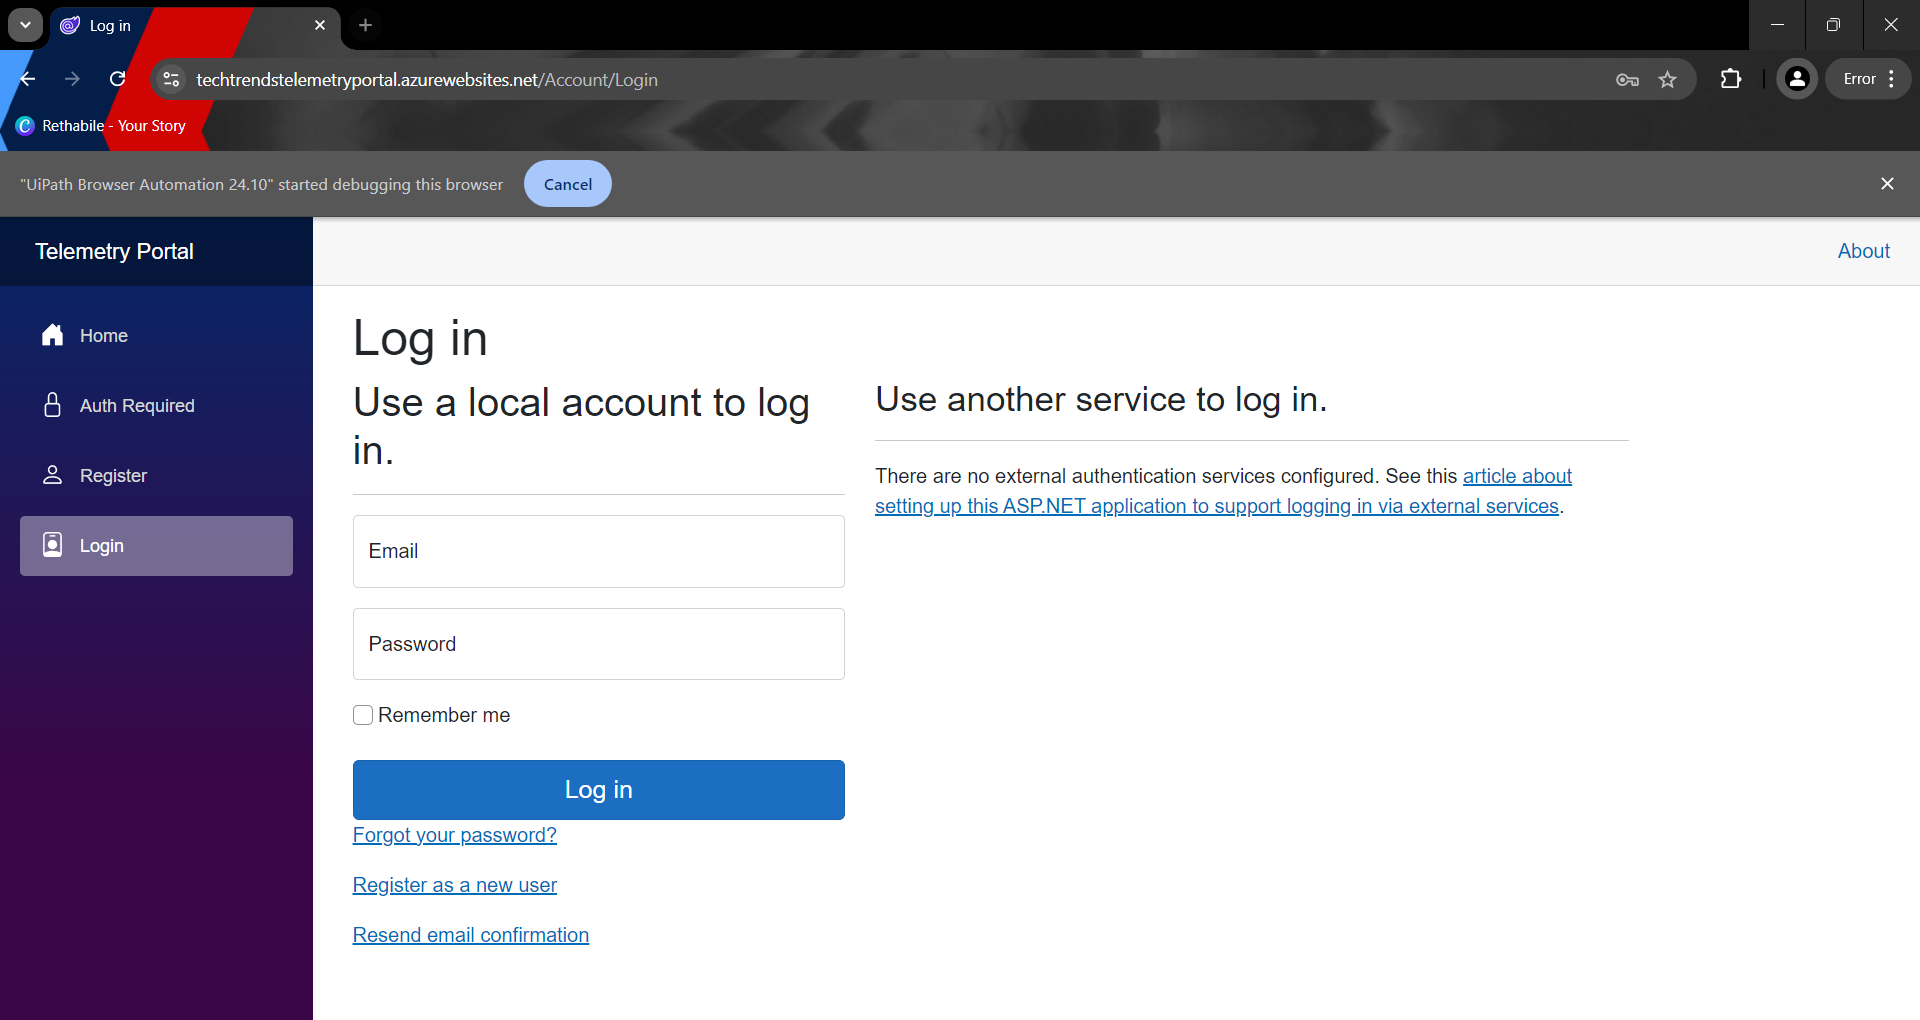 Log in
techtrendstelemetryportal.azurewebsites.net/Account/Login
Error
Rethabile - Your Story
"UiPath Browser Automation 24.10" started debugging this browser
Cancel
Telemetry Portal
About
Home
Auth Required
Register
Login
Log in
Use a local account to log
in.
Email
Password
Remember me
Log in
Forgot your password?
Register as a new user
Resend email confirmation
Use another service to log in.
There are no external authentication services configured. See this article about
setting up this ASP.NET application to support logging in via external services.